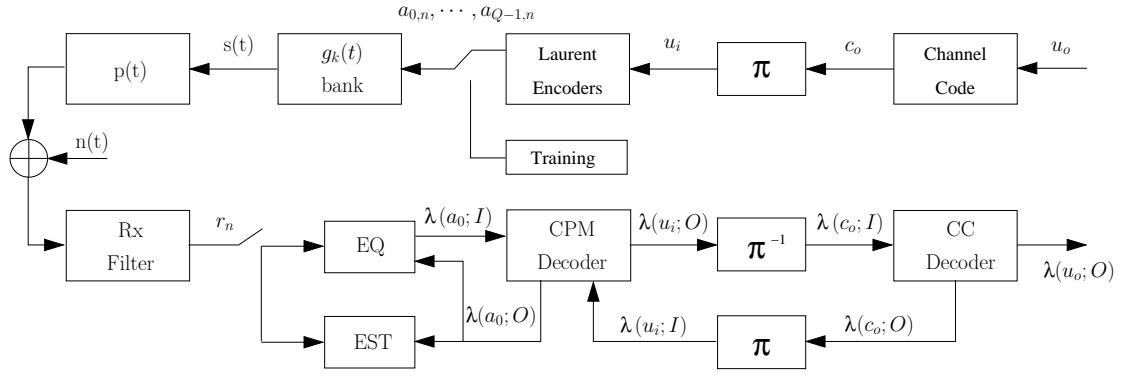 a_{0,n}, ⋯ , a_{Q−1,n}
p(t)
s(t)
g_k(t)
bank
Laurent
Encoders
u_i
π
c_o
Channel
Code
u_o
n(t)
Training
Rx
Filter
r_n
EQ
λ(a_0; I)
CPM
Decoder
λ(u_i; O)
π^{-1}
λ(c_o; I)
CC
Decoder
λ(u_o; O)
EST
λ(a_0; O)
λ(u_i; I)
π
λ(c_o; O)